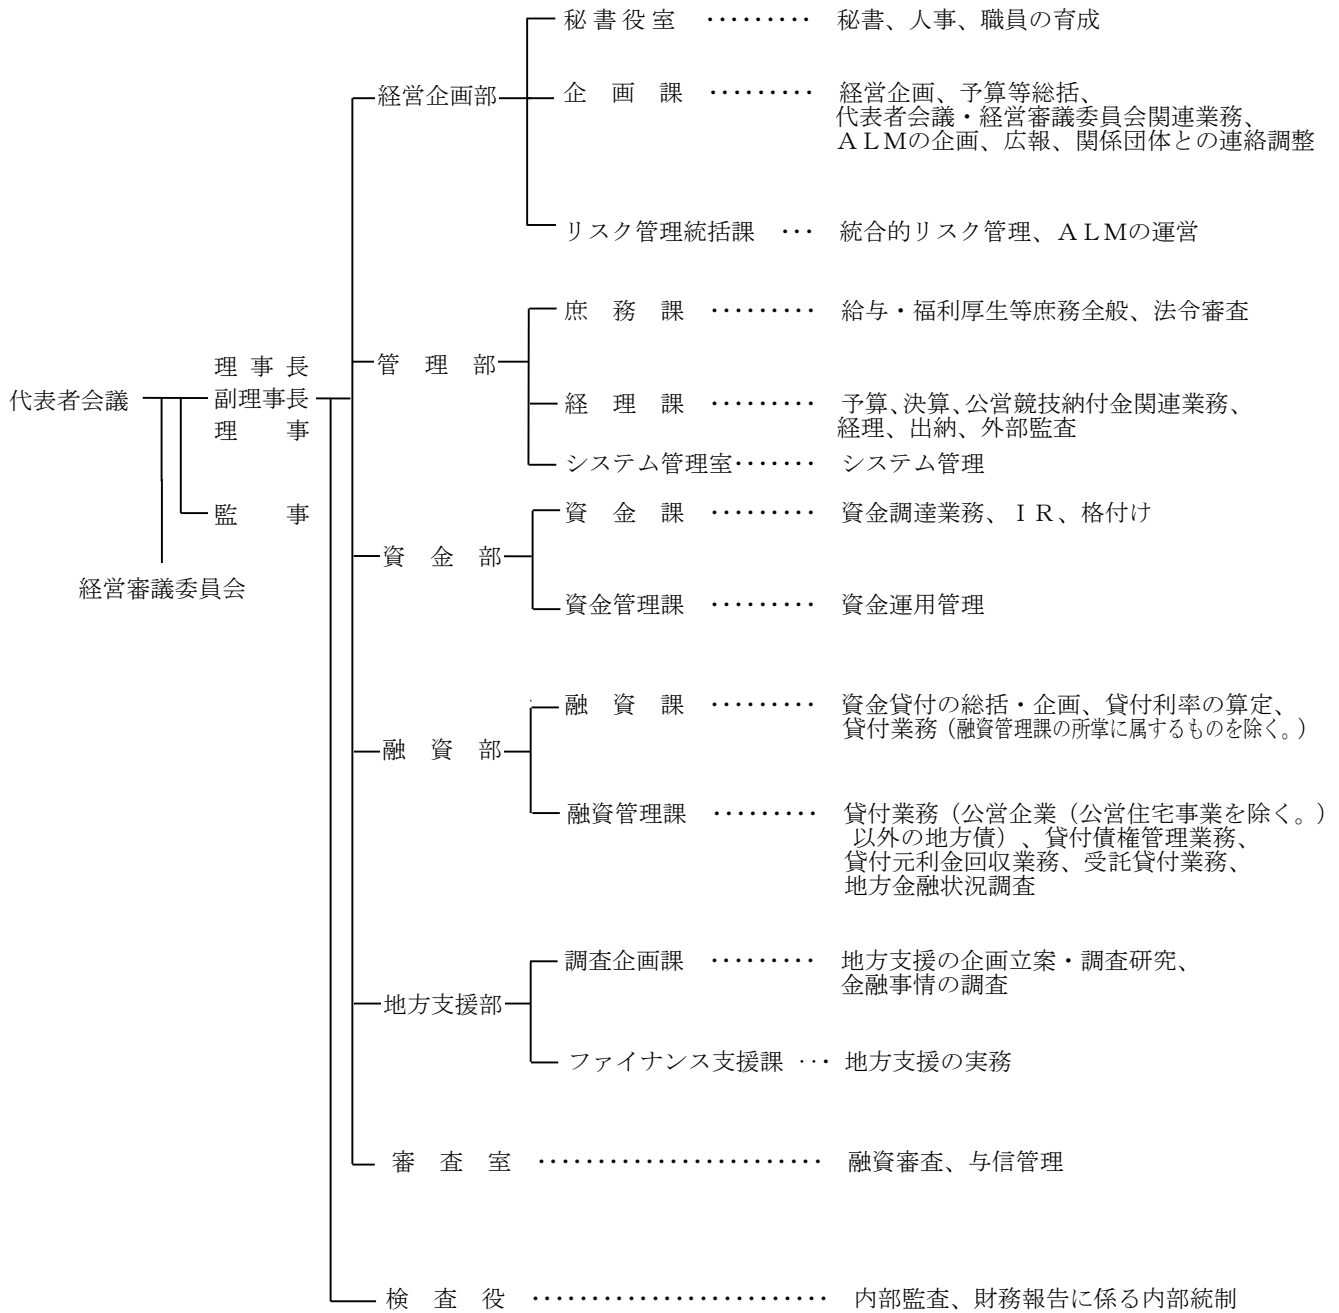 秘書役室 ········· 秘書、人事、職員の育成
経営企画部
企画課 ········· 経営企画、予算等総括、
代表者会議・経営審議委員会関連業務、
ＡＬＭの企画、広報、関係団体との連絡調整
リスク管理統括課 ··· 統合的リスク管理、ＡＬＭの運営
庶務課 ········· 給与・福利厚生等庶務全般、法令審査
管理部
代表者会議
理事長
副理事長
理事
経理課 ········· 予算、決算、公営競技納付金関連業務、
経理、出納、外部監査
システム管理室······· システム管理
監事
資金課 ········· 資金調達業務、ＩＲ、格付け
資金部
経営審議委員会
資金管理課 ········· 資金運用管理
融資課 ········· 資金貸付の総括・企画、貸付利率の算定、
貸付業務（融資管理課の所掌に属するものを除く。）
融資部
融資管理課 ········· 貸付業務（公営企業（公営住宅事業を除く。）
以外の地方債）、貸付債権管理業務、
貸付元利金回収業務、受託貸付業務、
地方金融状況調査
調査企画課 ········· 地方支援の企画立案・調査研究、
金融事情の調査
地方支援部
ファイナンス支援課 ··· 地方支援の実務
審査室 ························ 融資審査、与信管理
検査役 ························· 内部監査、財務報告に係る内部統制